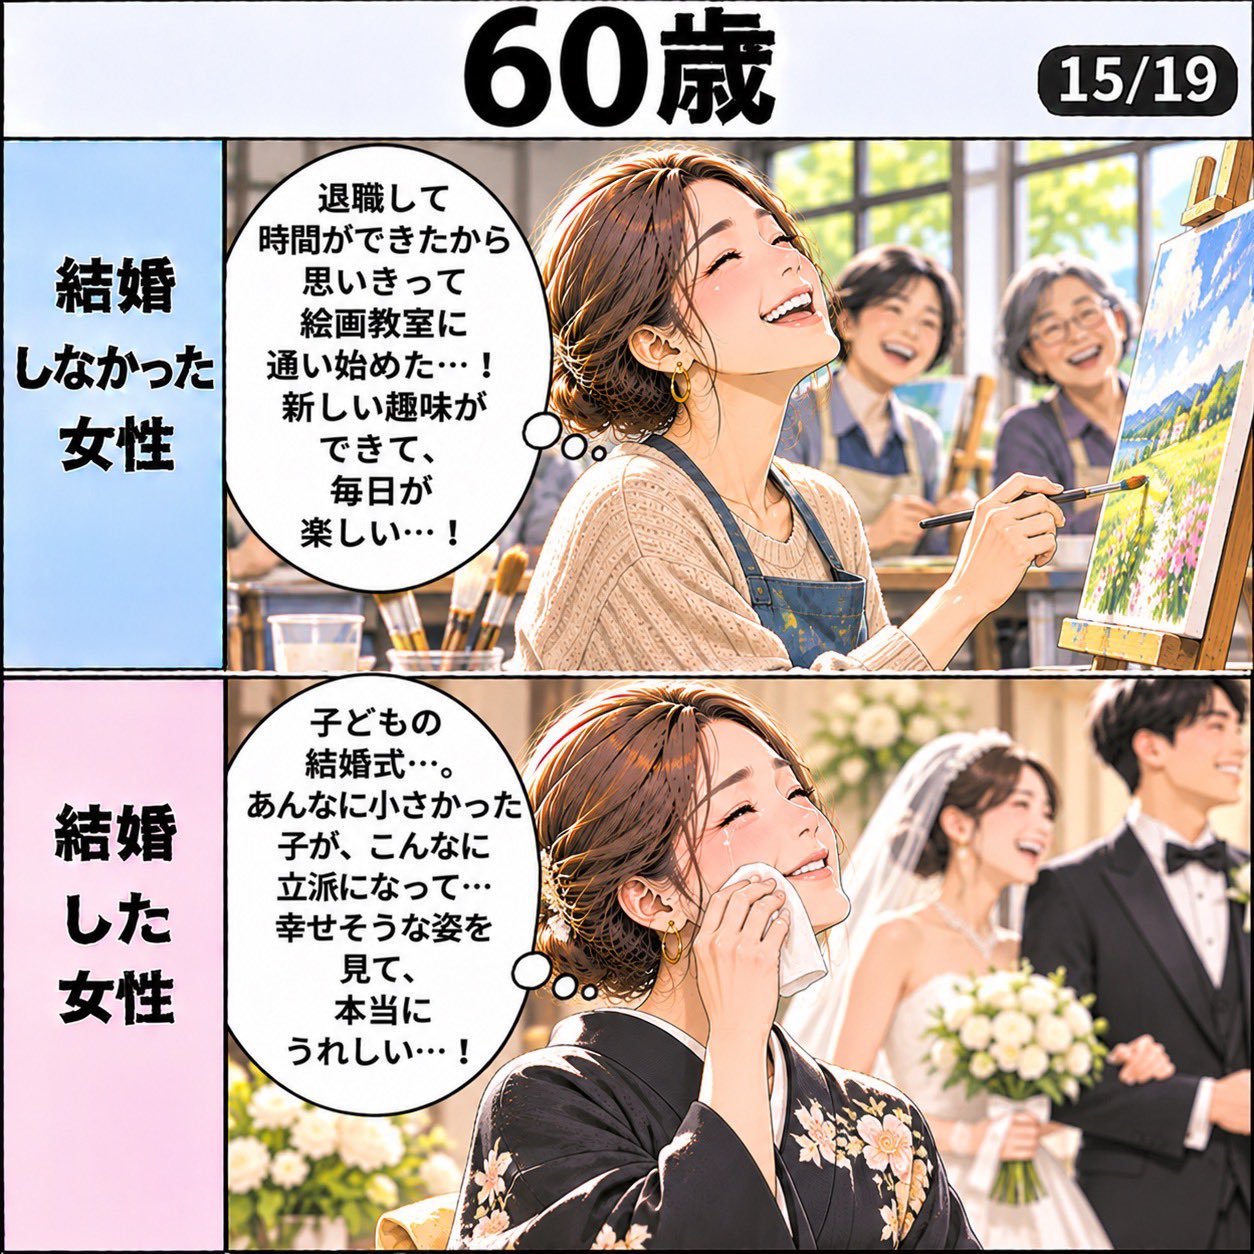 60歳
15/19
結婚
しなかった
女性
退職して
時間ができたから
思いきって
絵画教室に
通い始めた…！
新しい趣味が
できて、
毎日が
楽しい…！
結婚
した
女性
子どもの
結婚式…。
あんなに小さかった
子が、こんなに
立派になって…
幸せそうな姿を
見て、
本当に
うれしい…！